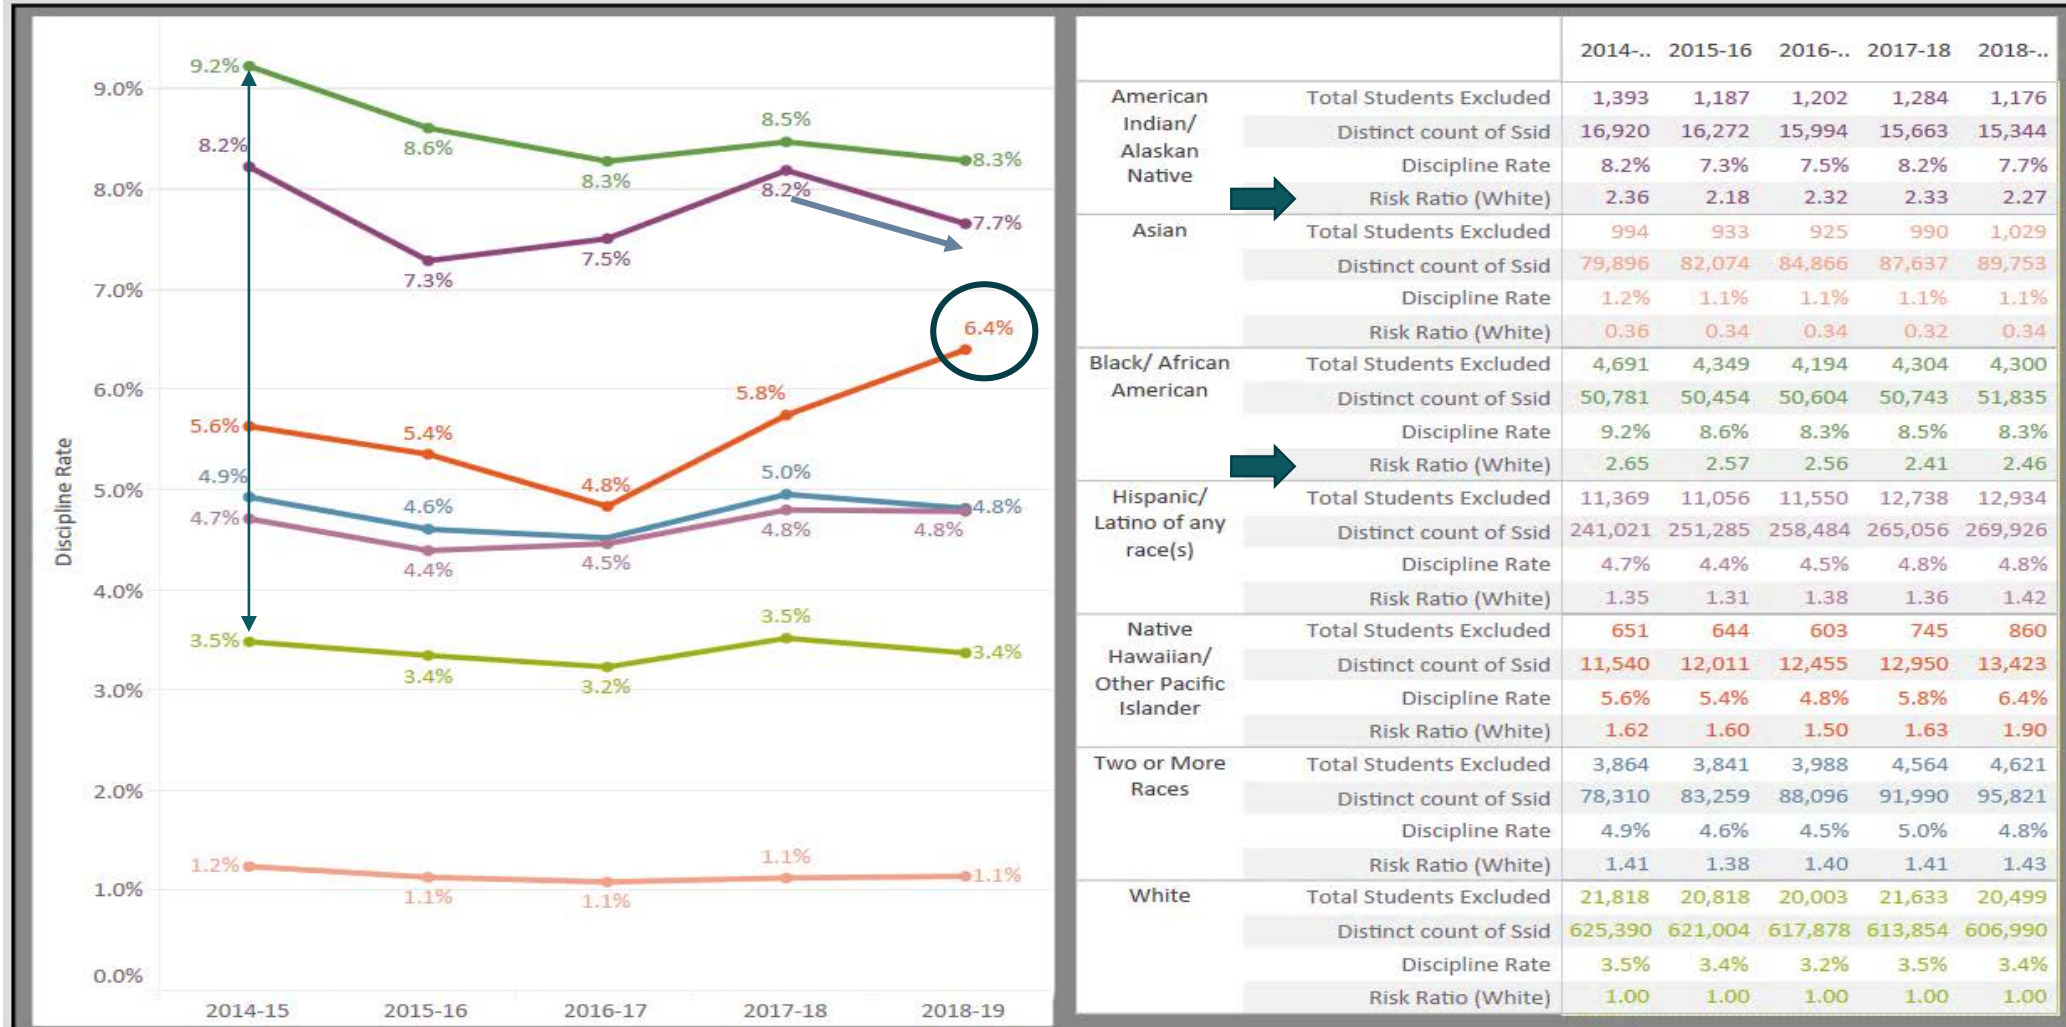 9.0%
8.0%
7.0%
6.0%
5.0%
4.0%
3.0%
2.0%
1.0%
0.0%
Discipline Rate
9.2%
8.6%
8.3%
8.5%
8.3%
8.2%
7.3%
7.5%
8.2%
7.7%
5.6%
5.4%
4.8%
5.8%
6.4%
4.9%
4.6%
5.0%
4.8%
4.7%
4.4%
4.5%
4.8%
4.8%
3.5%
3.4%
3.2%
3.5%
3.4%
1.2%
1.1%
1.1%
1.1%
1.1%
2014-15 2015-16 2016-17 2017-18 2018-19
2014-.. 2015-16 2016-.. 2017-18 2018-..
American Indian/ Alaskan Native
Total Students Excluded 1,393 1,187 1,202 1,284 1,176
Distinct count of Ssid 16,920 16,272 15,994 15,663 15,344
Discipline Rate 8.2% 7.3% 7.5% 8.2% 7.7%
Risk Ratio (White) 2.36 2.18 2.32 2.33 2.27
Asian
Total Students Excluded 994 933 925 990 1,029
Distinct count of Ssid 79,896 82,074 84,866 87,637 89,753
Discipline Rate 1.2% 1.1% 1.1% 1.1% 1.1%
Risk Ratio (White) 0.36 0.34 0.34 0.32 0.34
Black/ African American
Total Students Excluded 4,691 4,349 4,194 4,304 4,300
Distinct count of Ssid 50,781 50,454 50,604 50,743 51,835
Discipline Rate 9.2% 8.6% 8.3% 8.5% 8.3%
Risk Ratio (White) 2.65 2.57 2.56 2.41 2.46
Hispanic/ Latino of any race(s)
Total Students Excluded 11,369 11,056 11,550 12,738 12,934
Distinct count of Ssid 241,021 251,285 258,484 265,056 269,926
Discipline Rate 4.7% 4.4% 4.5% 4.8% 4.8%
Risk Ratio (White) 1.35 1.31 1.38 1.36 1.42
Native Hawaiian/ Other Pacific Islander
Total Students Excluded 651 644 603 745 860
Distinct count of Ssid 11,540 12,011 12,455 12,950 13,423
Discipline Rate 5.6% 5.4% 4.8% 5.8% 6.4%
Risk Ratio (White) 1.62 1.60 1.50 1.63 1.90
Two or More Races
Total Students Excluded 3,864 3,841 3,988 4,564 4,621
Distinct count of Ssid 78,310 83,259 88,096 91,990 95,821
Discipline Rate 4.9% 4.6% 4.5% 5.0% 4.8%
Risk Ratio (White) 1.41 1.38 1.40 1.41 1.43
White
Total Students Excluded 21,818 20,818 20,003 21,633 20,499
Distinct count of Ssid 625,390 621,004 617,878 613,854 606,990
Discipline Rate 3.5% 3.4% 3.2% 3.5% 3.4%
Risk Ratio (White) 1.00 1.00 1.00 1.00 1.00